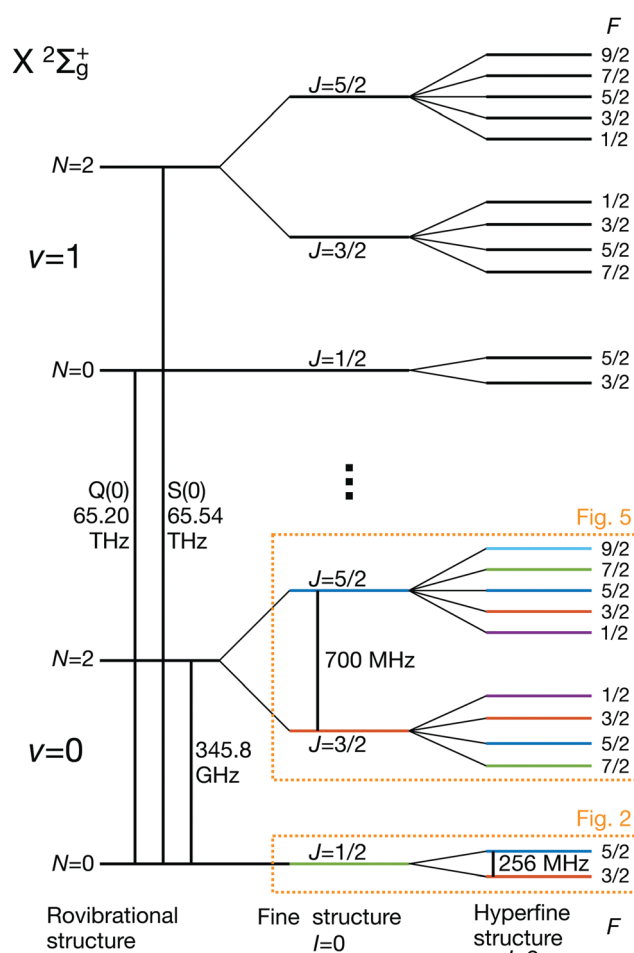 F
X ²Σg⁺
9/2
7/2
J=5/2
5/2
3/2
1/2
N=2
1/2
3/2
v=1
J=3/2
5/2
7/2
N=0
J=1/2
5/2
3/2
Q(0)
65.20
THz
S(0)
65.54
THz
Fig. 5
9/2
7/2
J=5/2
5/2
3/2
1/2
N=2
700 MHz
1/2
3/2
v=0
345.8
GHz
J=3/2
5/2
7/2
Fig. 2
N=0
J=1/2
256 MHz
5/2
3/2
Rovibrational
structure
Fine structure
I=0
Hyperfine
structure
F